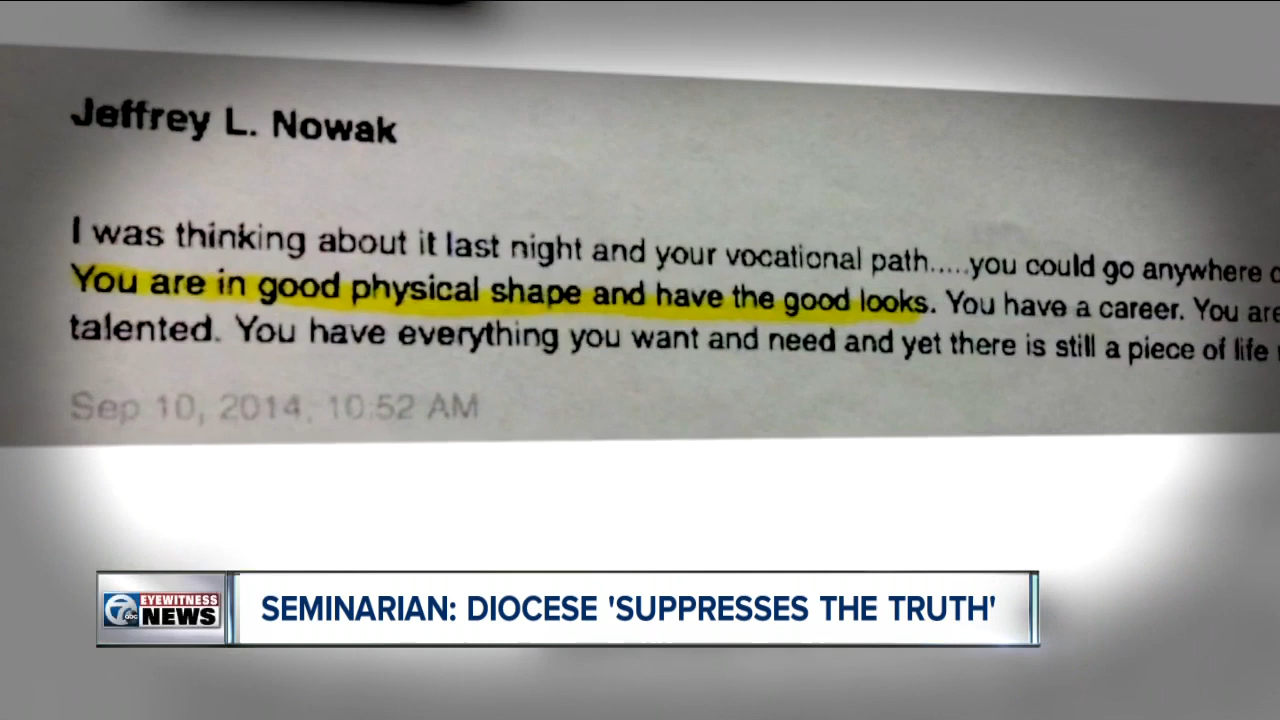 Jeffrey L. Nowak
I was thinking about it last night and your vocational path.....you could go anywhere
You are in good physical shape and have the good looks. You have a career. You are
talented. You have everything you want and need and yet there is still a piece of life
Sep 10, 2014, 10:52 AM
7 abc EYEWITNESS NEWS
SEMINARIAN: DIOCESE 'SUPPRESSES THE TRUTH'